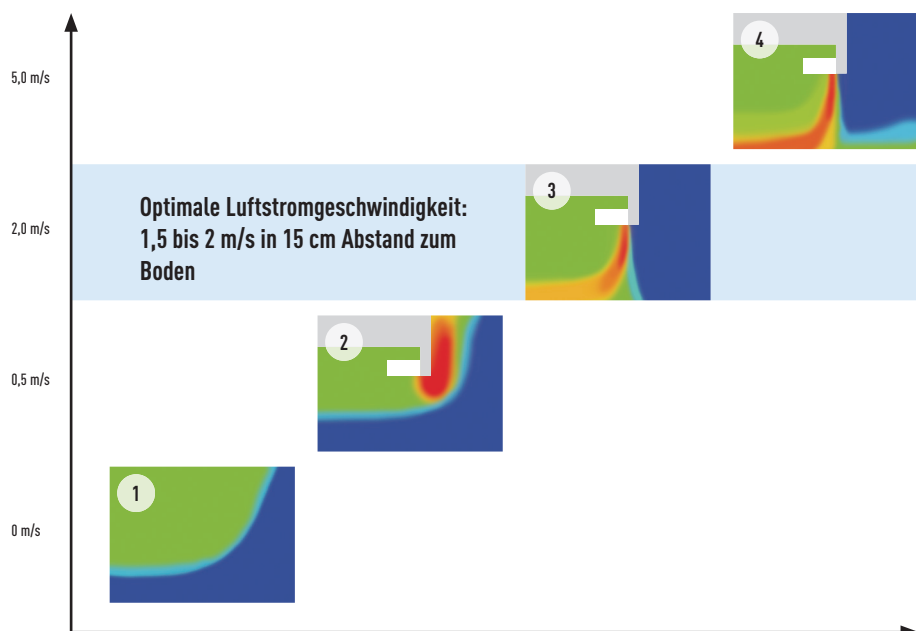 4
5,0 m/s
3
Optimale Luftstromgeschwindigkeit:
1,5 bis 2 m/s in 15 cm Abstand zum
Boden
2,0 m/s
2
0,5 m/s
1
0 m/s